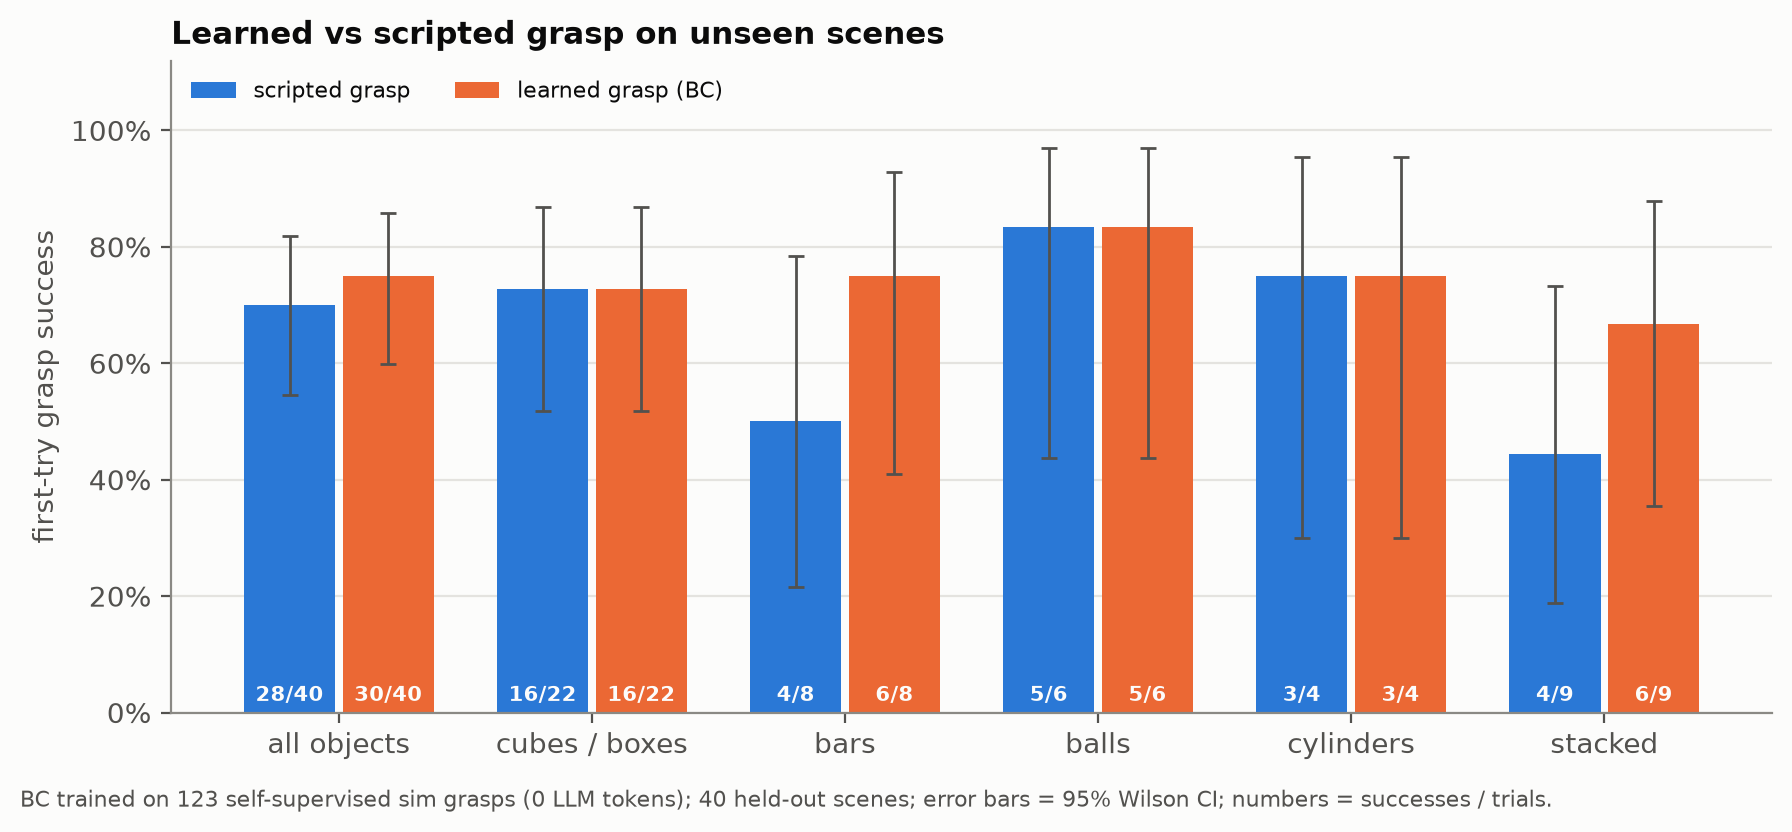 Learned vs scripted grasp on unseen scenes
scripted grasp
learned grasp (BC)
first-try grasp success
100%
80%
60%
40%
20%
0%
28/40 30/40 16/22 16/22 4/8 6/8 5/6 5/6 3/4 3/4 4/9 6/9
all objects cubes / boxes bars balls cylinders stacked
BC trained on 123 self-supervised sim grasps (0 LLM tokens); 40 held-out scenes; error bars = 95% Wilson CI; numbers = successes / trials.